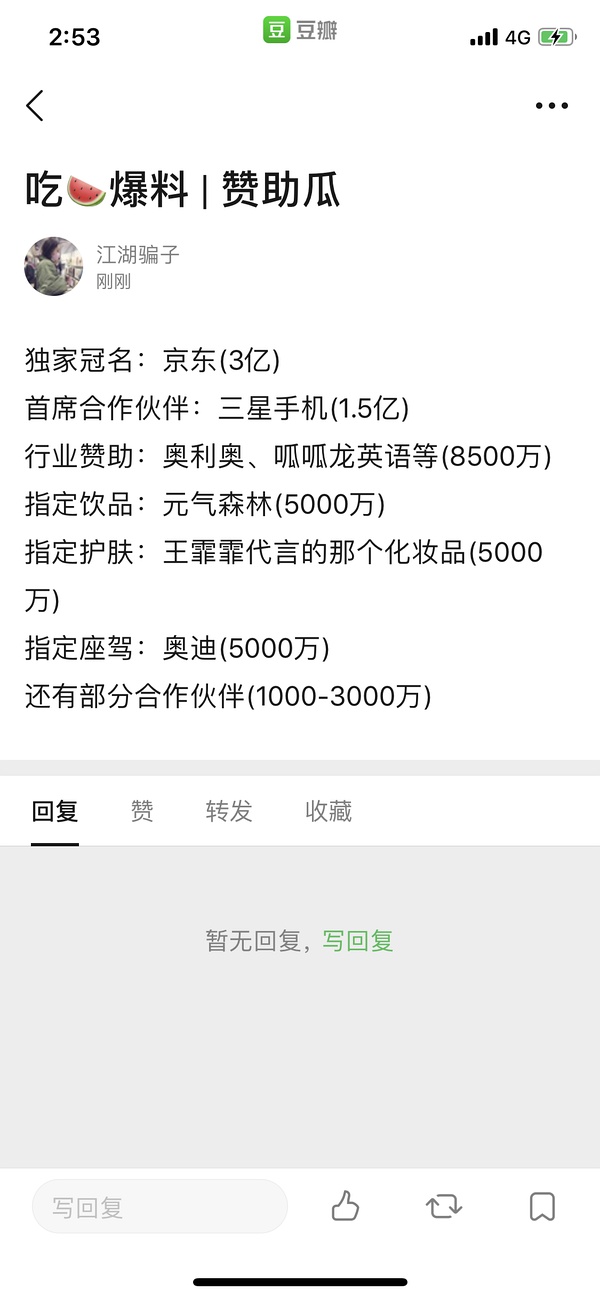 2:53
豆 豆瓣
4G
吃🍉爆料 | 赞助瓜
江湖骗子
刚刚
独家冠名：京东(3亿)
首席合作伙伴：三星手机(1.5亿)
行业赞助：奥利奥、呱呱龙英语等(8500万)
指定饮品：元气森林(5000万)
指定护肤：王霏霏代言的那个化妆品(5000
万)
指定座驾：奥迪(5000万)
还有部分合作伙伴(1000-3000万)
回复 赞 转发 收藏
暂无回复，写回复
写回复